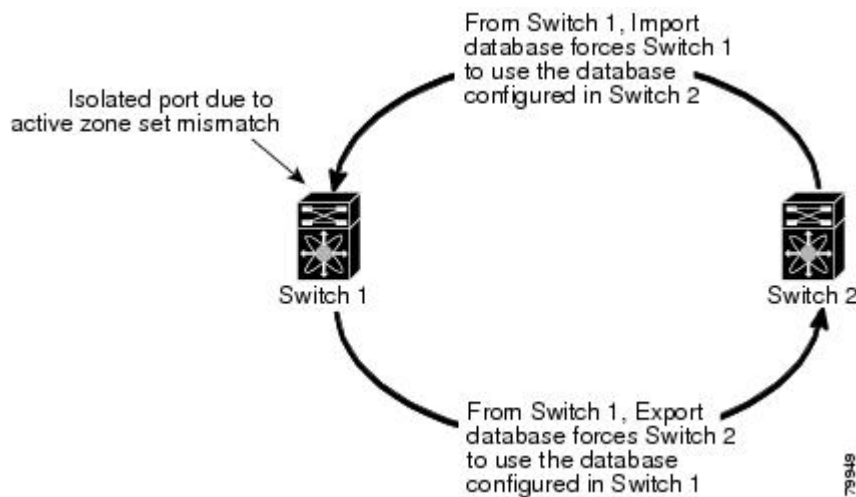 From Switch 1, Import
database forces Switch 1
to use the database
configured in Switch 2
Isolated port due to
active zone set mismatch
Switch 1
Switch 2
From Switch 1, Export
database forces Switch 2
to use the database
configured in Switch 1
79949